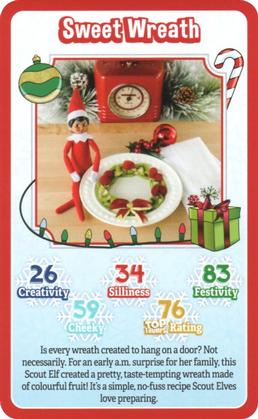 Sweet Wreath
26
Creativity
34
Silliness
83
Festivity
59
Cheeky
76
TOP TRUMPS Rating
Is every wreath created to hang on a door? Not
necessarily. For an early a.m. surprise for her family, this
Scout Elf created a pretty, taste-tempting wreath made
of colourful fruit! It's a simple, no-fuss recipe Scout Elves
love preparing.